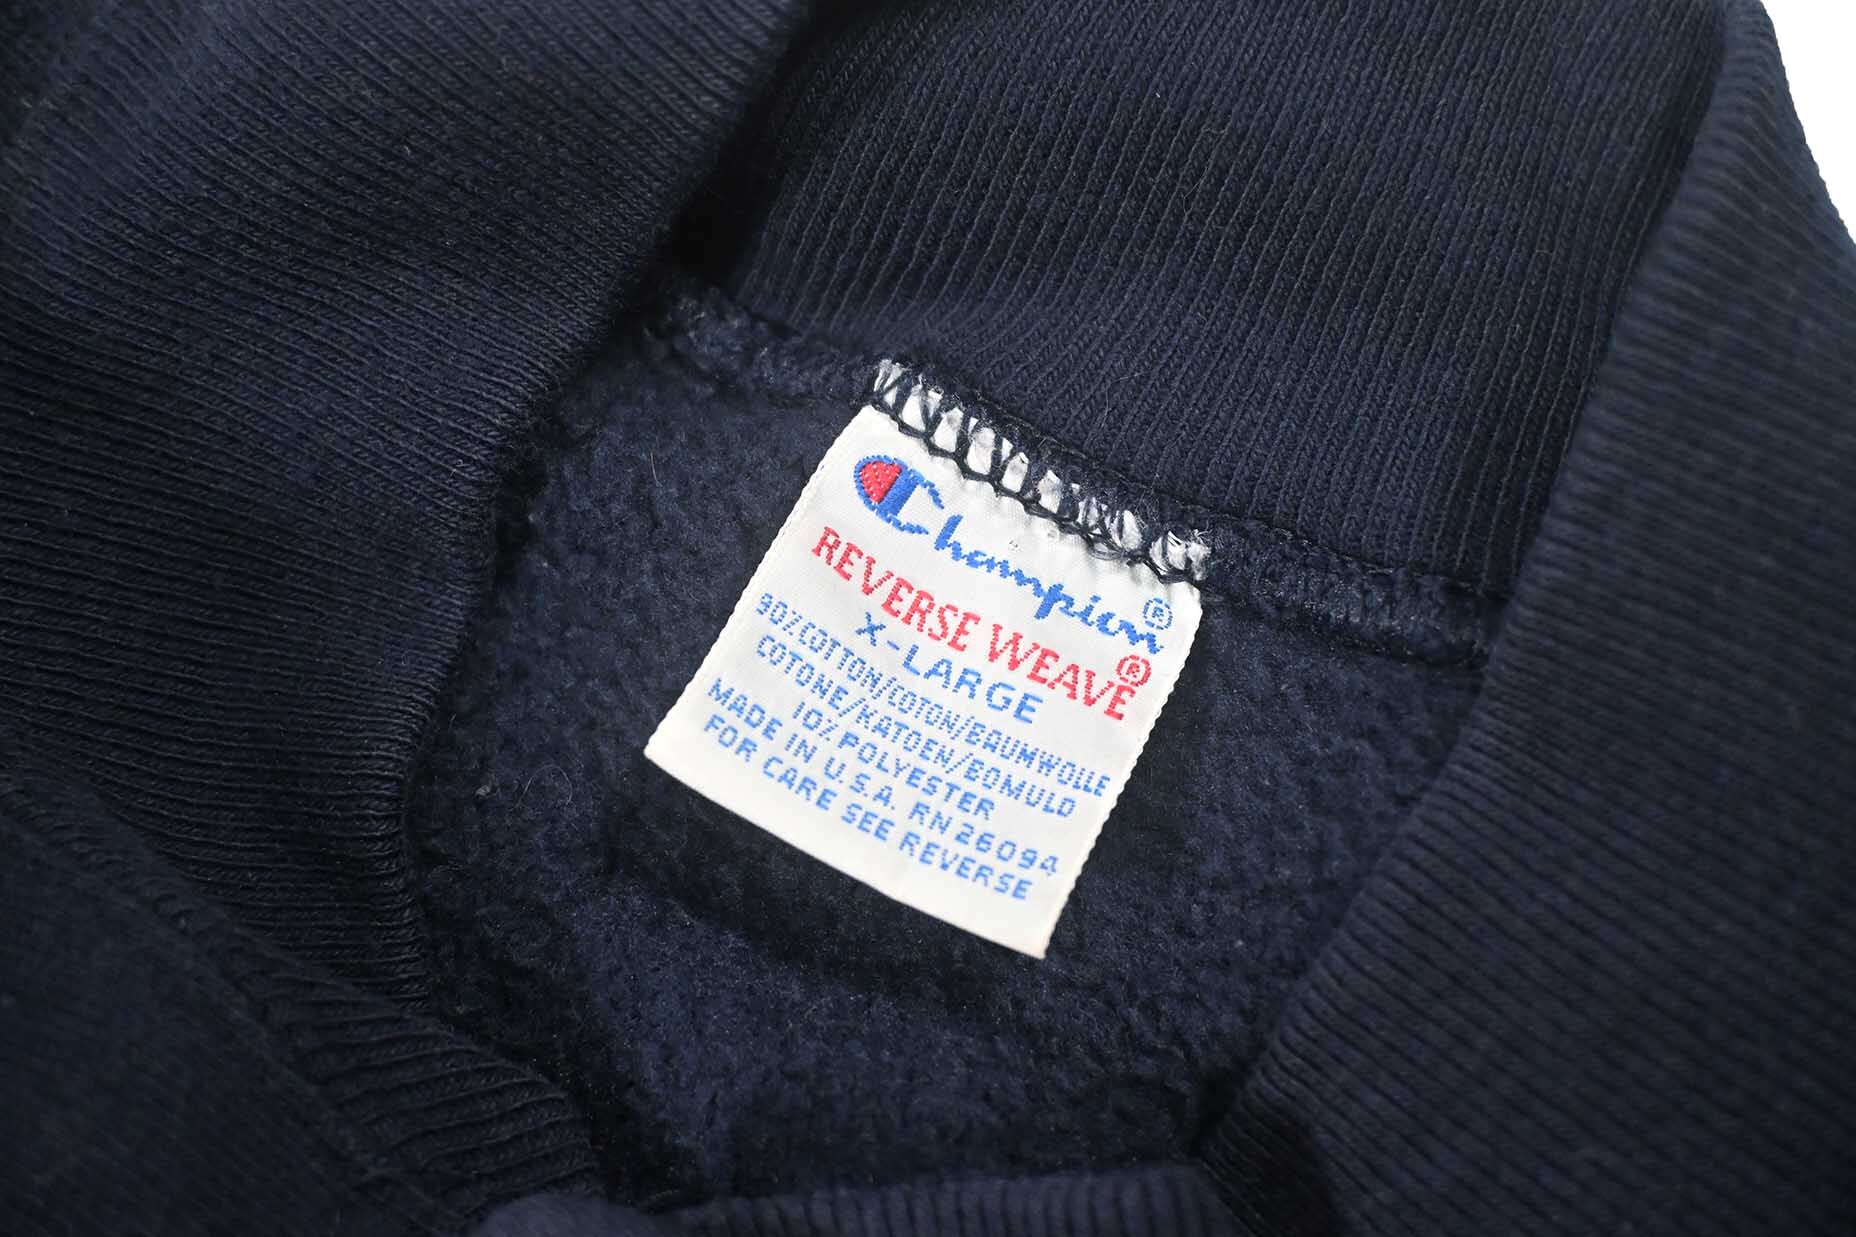 Champion®
REVERSE WEAVE®
X-LARGE
90% COTTON/COTON/BAUMWOLLE
COTONE/KATOEN/BOMULD
10% POLYESTER
MADE IN U.S.A. RN 26094
FOR CARE SEE REVERSE